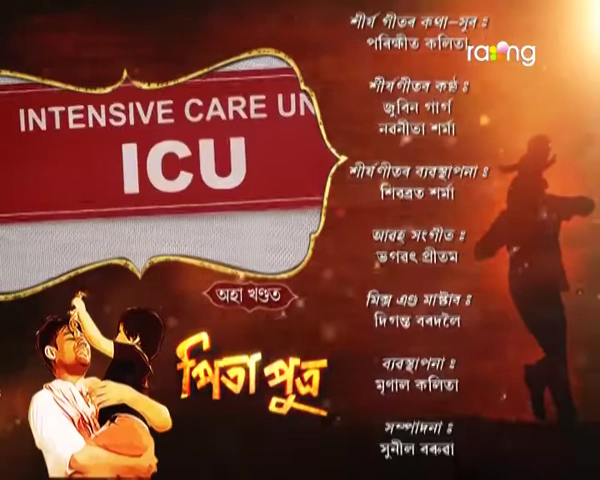 শীৰ্ষ গীতৰ কথা-সুৰ :
পৰিক্ষীত কলিতা
rang
শীৰ্ষগীতৰ কণ্ঠ :
জুবিন গাৰ্গ
নৱনীতা শৰ্মা
INTENSIVE CARE UN
ICU
শীৰ্ষগীতৰ ব্যৱস্থাপনা :
শিৱব্ৰত শৰ্মা
আৱহ সংগীত :
ভগৱৎ প্ৰীতম
অহা খণ্ডত
মিক্স এণ্ড মাষ্টাৰ :
দিগন্ত বৰদলৈ
পিতা পুত্ৰ
ব্যৱস্থাপনা :
মৃণাল কলিতা
সম্পাদনা :
সুনীল বৰুৱা